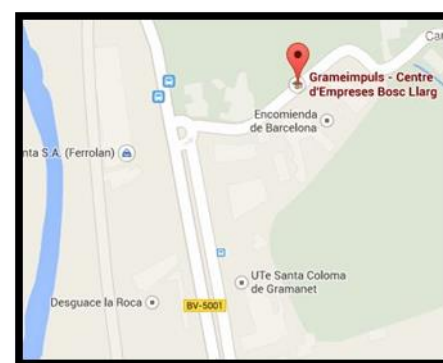 Ca
Grameimpuls - Centre
d'Empreses Bosc Llarg
Encomienda
de Barcelona
nta S.A. (Ferrolan)
UTe Santa Coloma
de Gramanet
Desguace la Roca
BV-5001